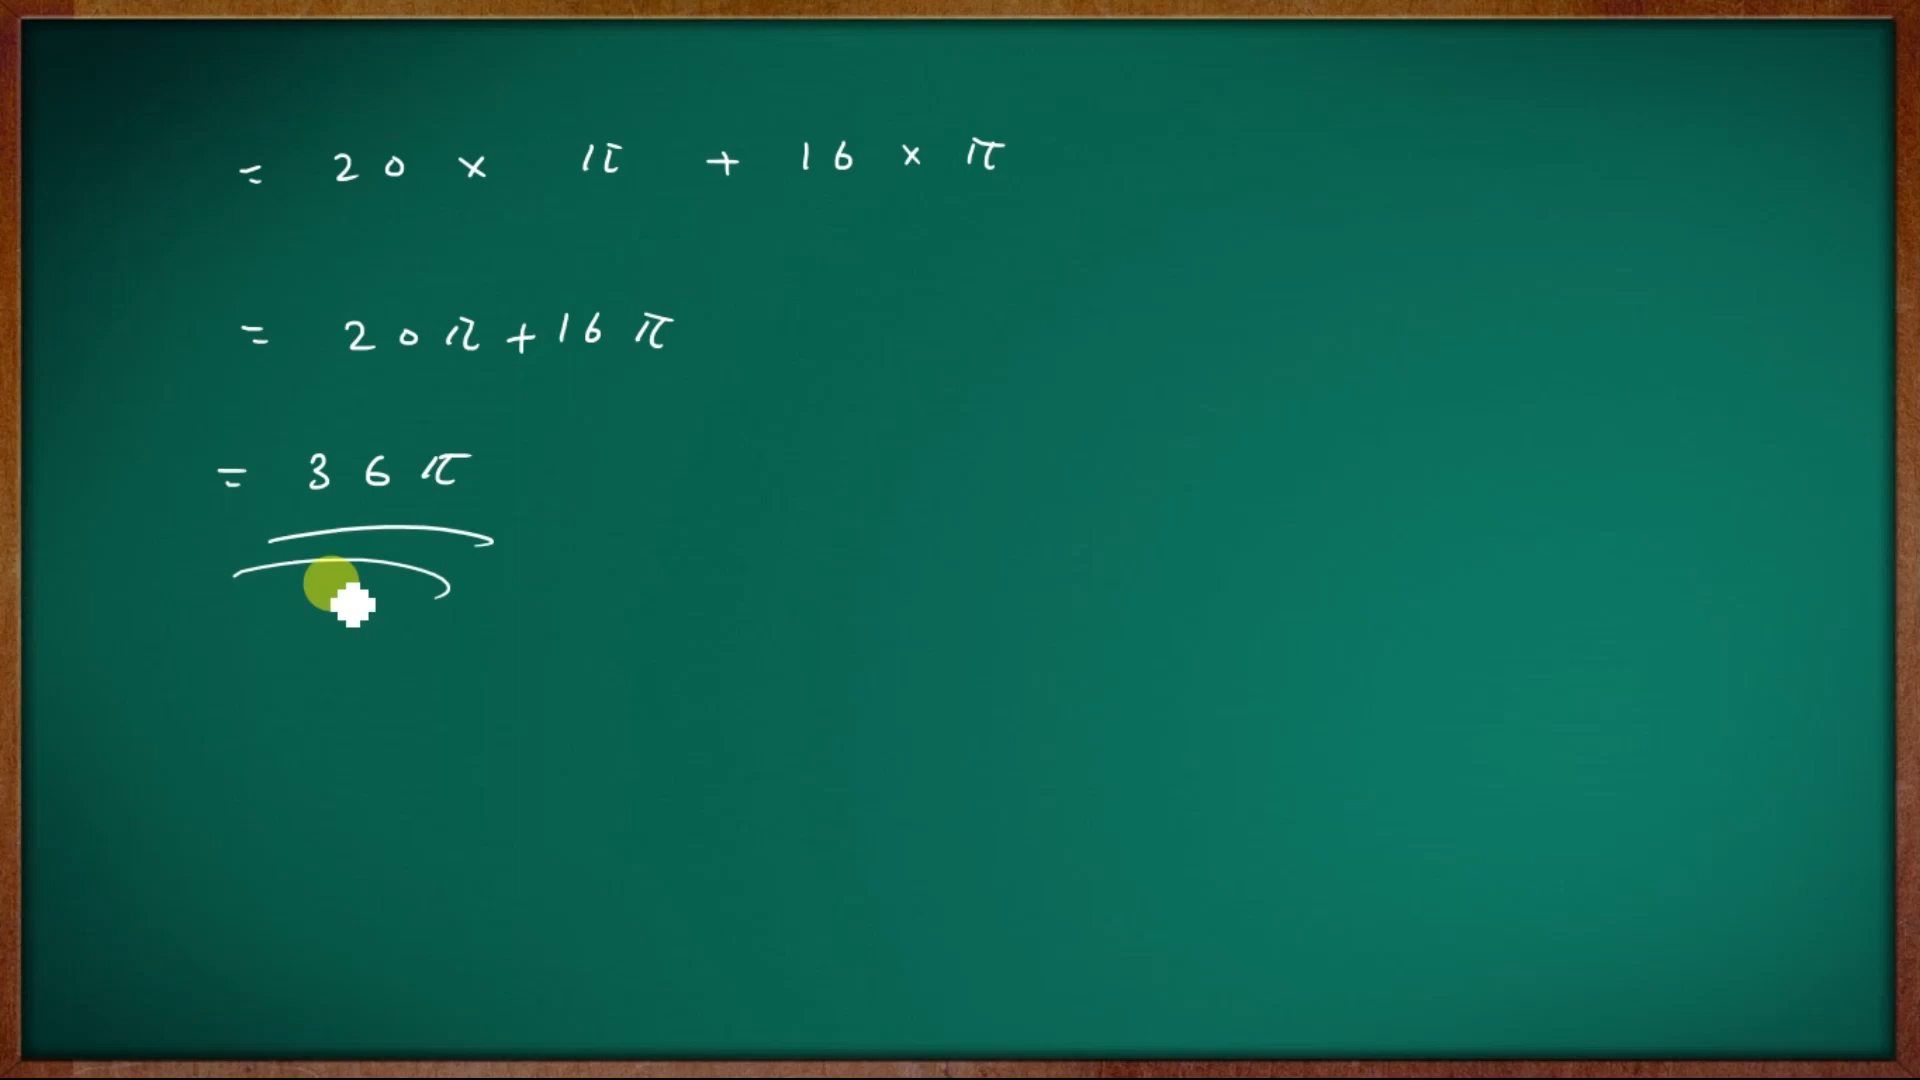 = 20 × π + 16 × π
= 20π + 16π
= 36π